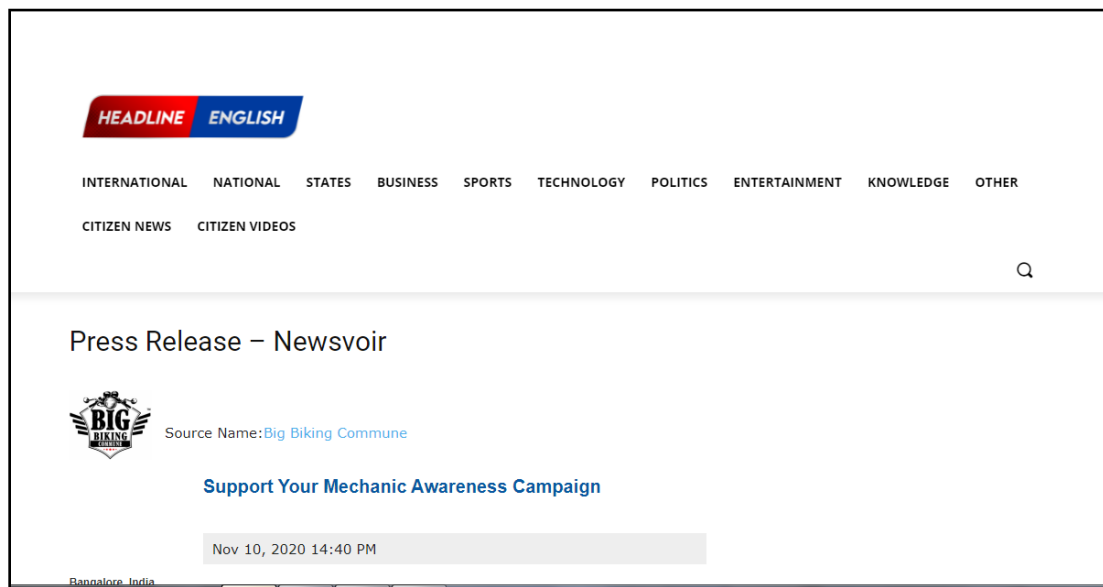 HEADLINE ENGLISH
INTERNATIONAL NATIONAL STATES BUSINESS SPORTS TECHNOLOGY POLITICS ENTERTAINMENT KNOWLEDGE OTHER
CITIZEN NEWS CITIZEN VIDEOS
Press Release – Newsvoir
BIG
BIKING
COMMUNE
Source Name:Big Biking Commune
Support Your Mechanic Awareness Campaign
Nov 10, 2020 14:40 PM
Bangalore, India